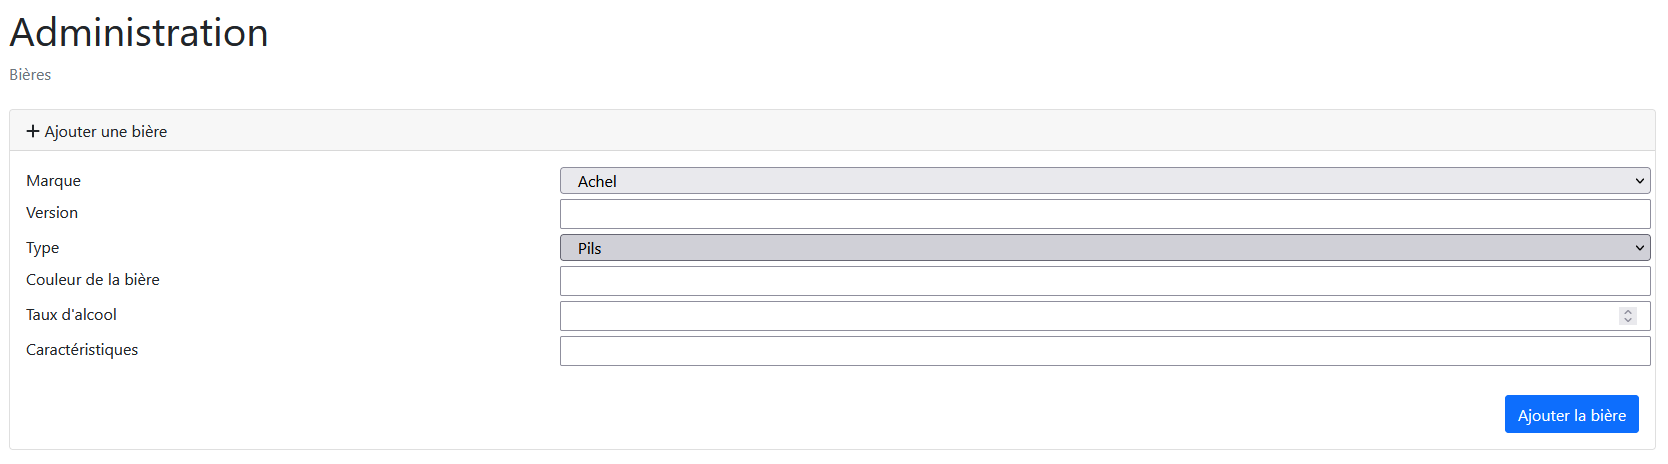 Administration
Bières
+ Ajouter une bière
Marque Achel
Version
Type Pils
Couleur de la bière
Taux d'alcool
Caractéristiques
Ajouter la bière